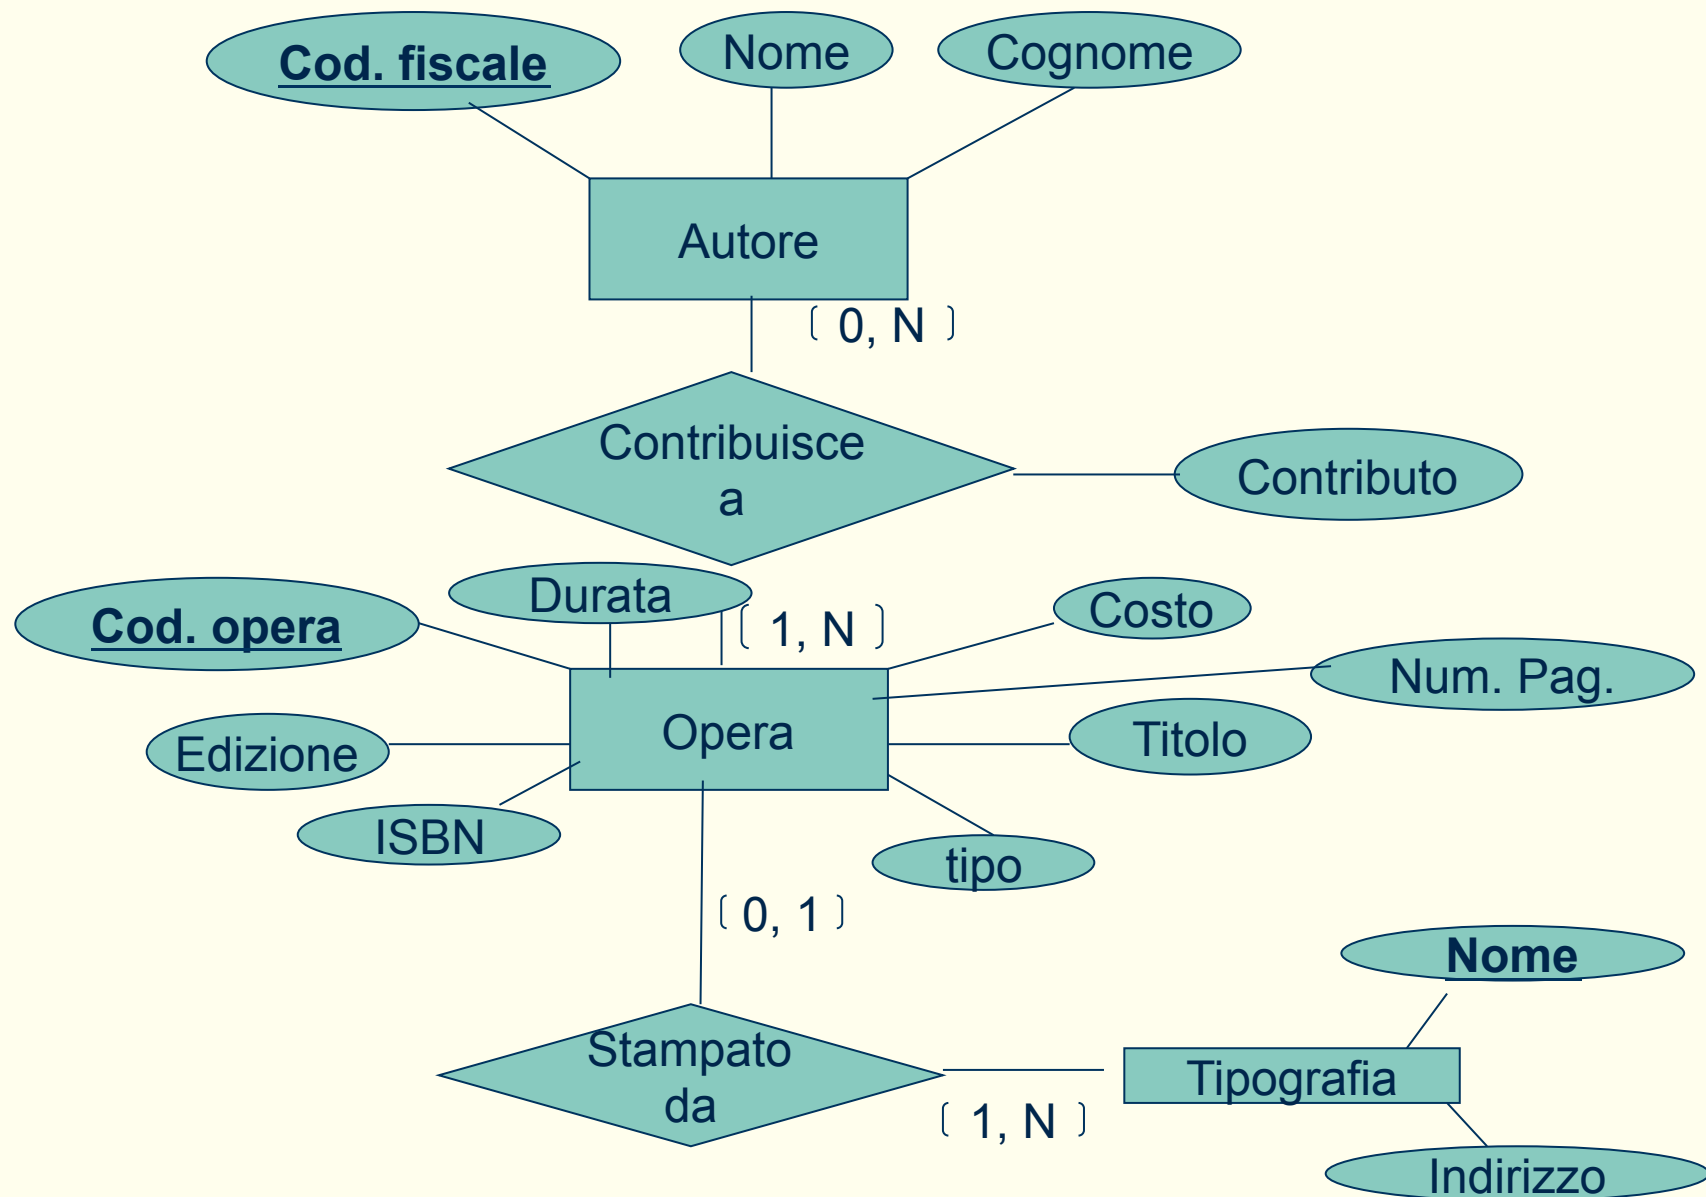 Cod. fiscale
Nome
Cognome
Autore
( 0, N )
Contribuisce
a
Contributo
Durata
Costo
Cod. opera
( 1, N )
Num. Pag.
Opera
Titolo
Edizione
ISBN
tipo
( 0, 1 )
Nome
Stampato
da
Tipografia
( 1, N )
Indirizzo